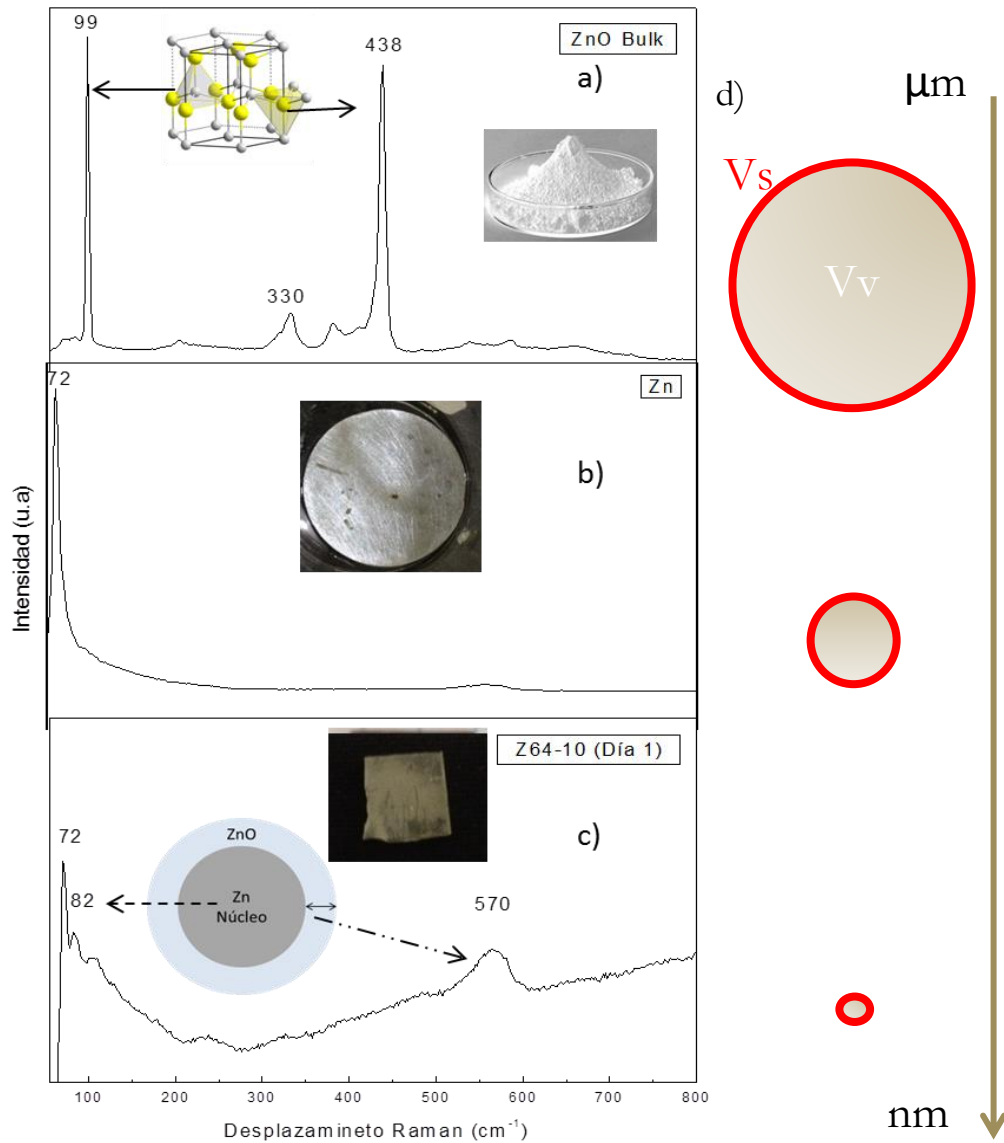 99
438
ZnO Bulk
a)
330
72
Zn
b)
Intensidad (u.a)
Z64-10 (Día 1)
c)
72
82
ZnO
Zn
Núcleo
570
100 200 300 400 500 600 700 800
Desplazamineto Raman (cm⁻¹)
d)
μm
Vs
Vv
nm